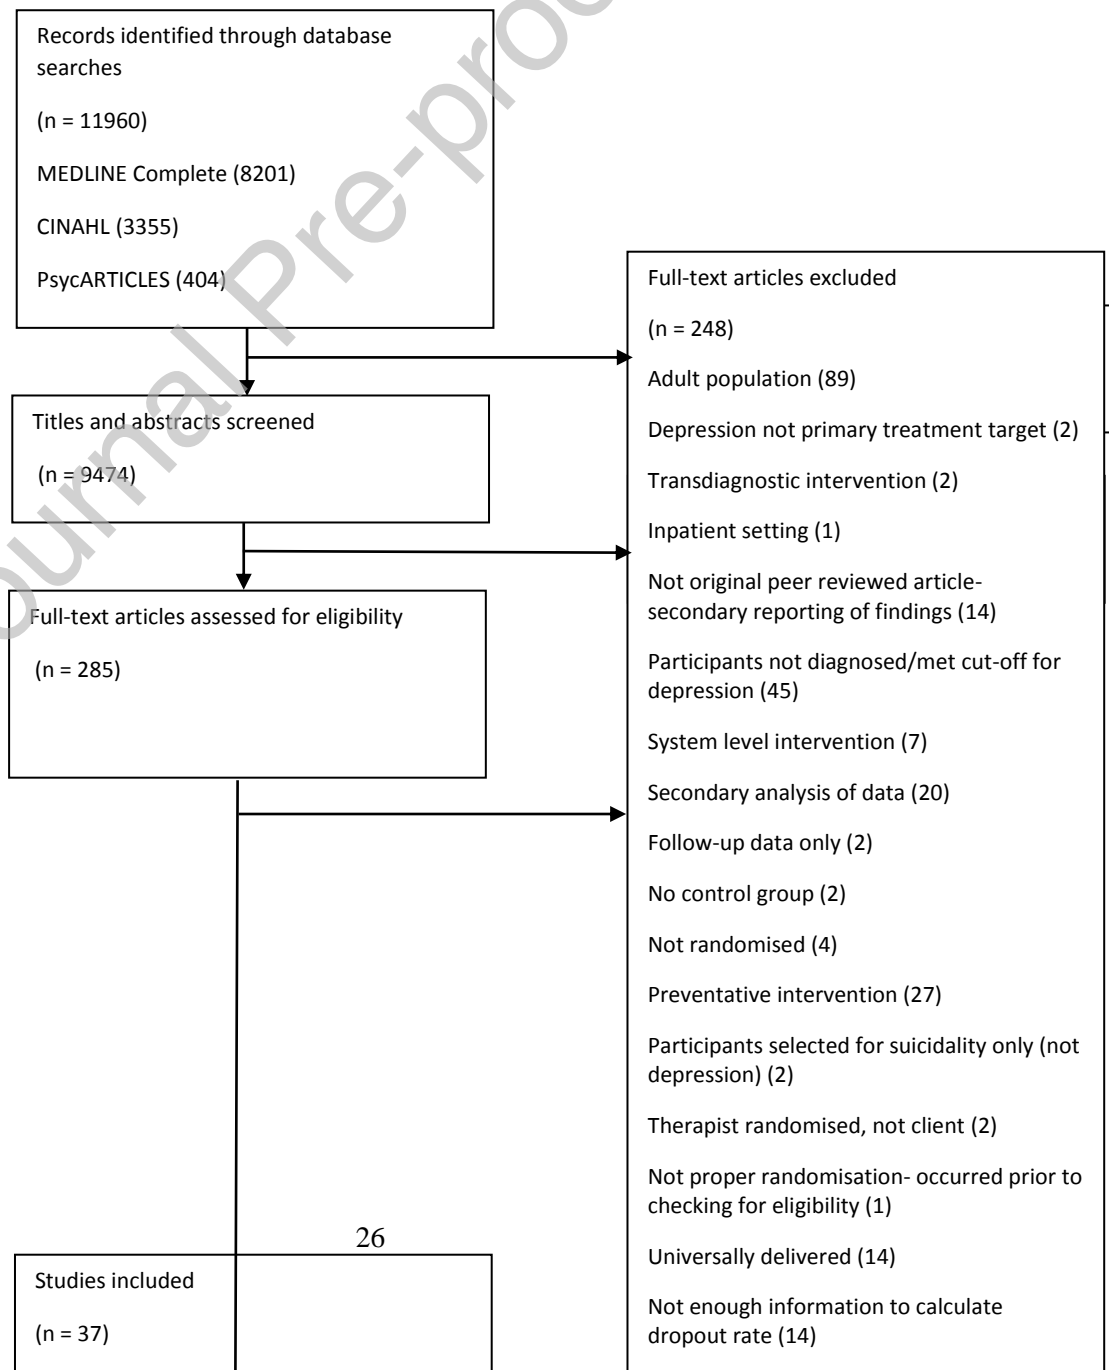 Records identified through database
searches
(n = 11960)
MEDLINE Complete (8201)
CINAHL (3355)
PsycARTICLES (404)
Titles and abstracts screened
(n = 9474)
Full-text articles assessed for eligibility
(n = 285)
Full-text articles excluded
(n = 248)
Adult population (89)
Depression not primary treatment target (2)
Transdiagnostic intervention (2)
Inpatient setting (1)
Not original peer reviewed article-
secondary reporting of findings (14)
Participants not diagnosed/met cut-off for
depression (45)
System level intervention (7)
Secondary analysis of data (20)
Follow-up data only (2)
No control group (2)
Not randomised (4)
Preventative intervention (27)
Participants selected for suicidality only (not
depression) (2)
Therapist randomised, not client (2)
Not proper randomisation- occurred prior to
checking for eligibility (1)
Universally delivered (14)
Not enough information to calculate
dropout rate (14)
26
Studies included
(n = 37)